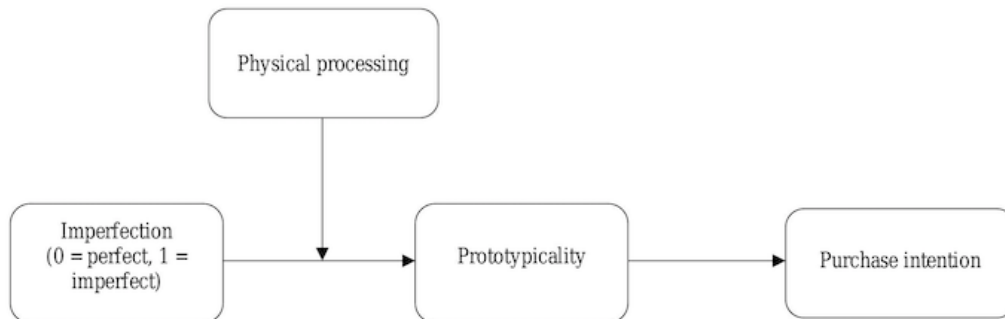 Physical processing
Imperfection
(0 = perfect, 1 =
imperfect)
Prototypicality
Purchase intention